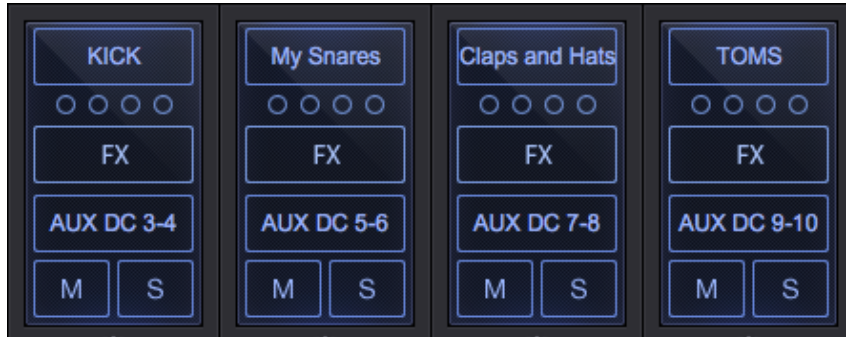 KICK
My Snares
Claps and Hats
TOMS
FX
FX
FX
FX
AUX DC 3-4
AUX DC 5-6
AUX DC 7-8
AUX DC 9-10
M S
M S
M S
M S